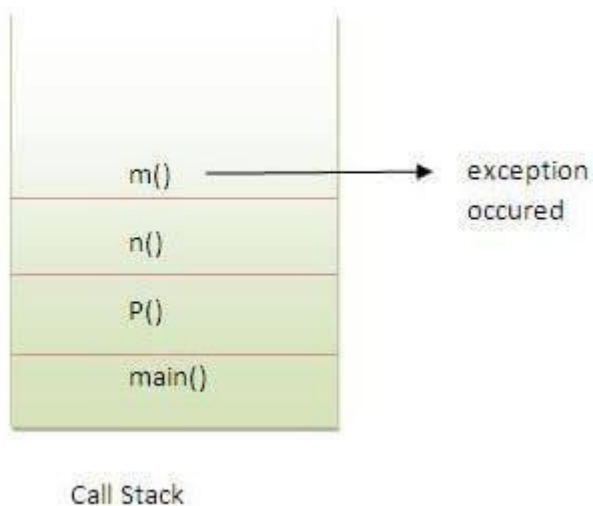 m()
exception
occured
n()
P()
main()
Call Stack